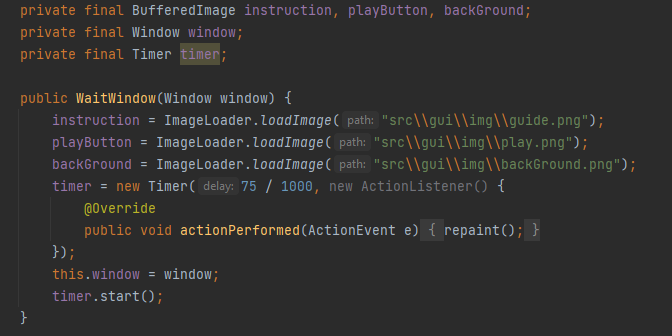 private final BufferedImage instruction, playButton, backGround;
private final Window window;
private final Timer timer;
public WaitWindow(Window window) {
instruction = ImageLoader.loadImage( path: "src\\gui\\img\\guide.png");
playButton = ImageLoader.loadImage( path: "src\\gui\\img\\play.png");
backGround = ImageLoader.loadImage( path: "src\\gui\\img\\backGround.png");
timer = new Timer( delay: 75 / 1000, new ActionListener() {
@Override
public void actionPerformed(ActionEvent e) { repaint(); }
});
this.window = window;
timer.start();
}